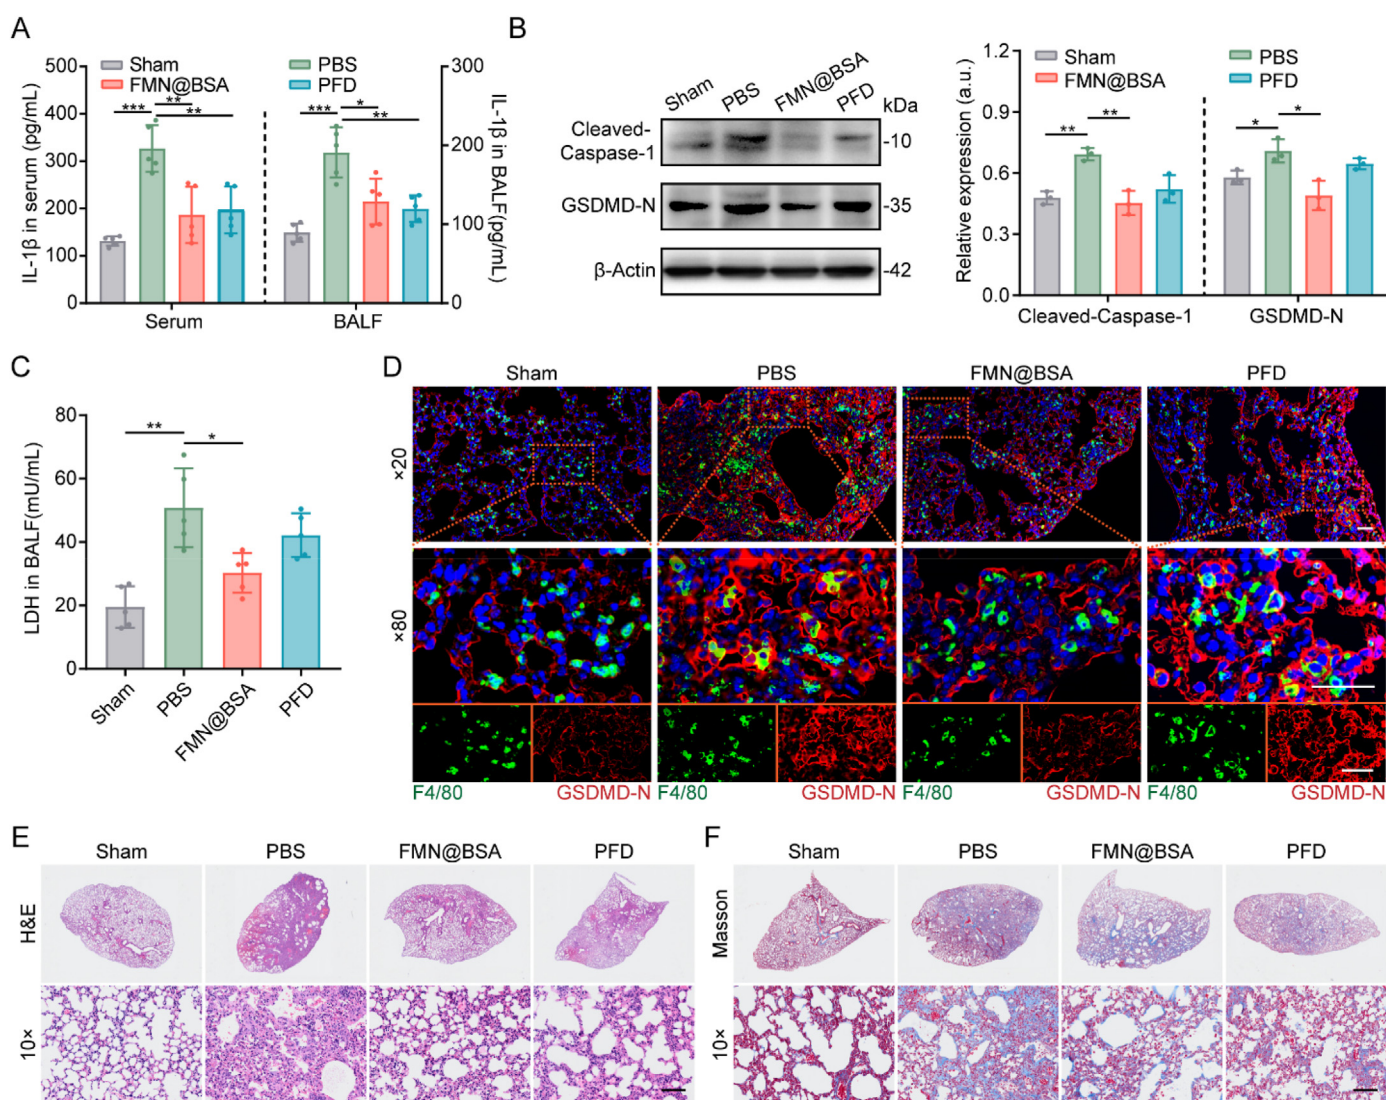 A
Sham
PBS
FMN@BSA
PFD
500
400
300
200
100
0
IL-1β in serum (pg/mL)
***
**
**
***
*
**
300
200
100
0
IL-1β in BALF(pg/mL)
Serum
BALF
B
Sham
PBS
FMN@BSA
PFD
kDa
Cleaved-
Caspase-1
-10
GSDMD-N
-35
β-Actin
-42
Sham
PBS
FMN@BSA
PFD
1.2
0.9
0.6
0.3
0.0
Relative expression (a.u.)
**
**
*
*
Cleaved-Caspase-1
GSDMD-N
C
80
60
40
20
0
LDH in BALF(mU/mL)
**
*
Sham
PBS
FMN@BSA
PFD
D
Sham
PBS
FMN@BSA
PFD
×20
×80
F4/80
GSDMD-N
F4/80
GSDMD-N
F4/80
GSDMD-N
F4/80
GSDMD-N
E
Sham
PBS
FMN@BSA
PFD
H&E
10×
F
Sham
PBS
FMN@BSA
PFD
Masson
10×